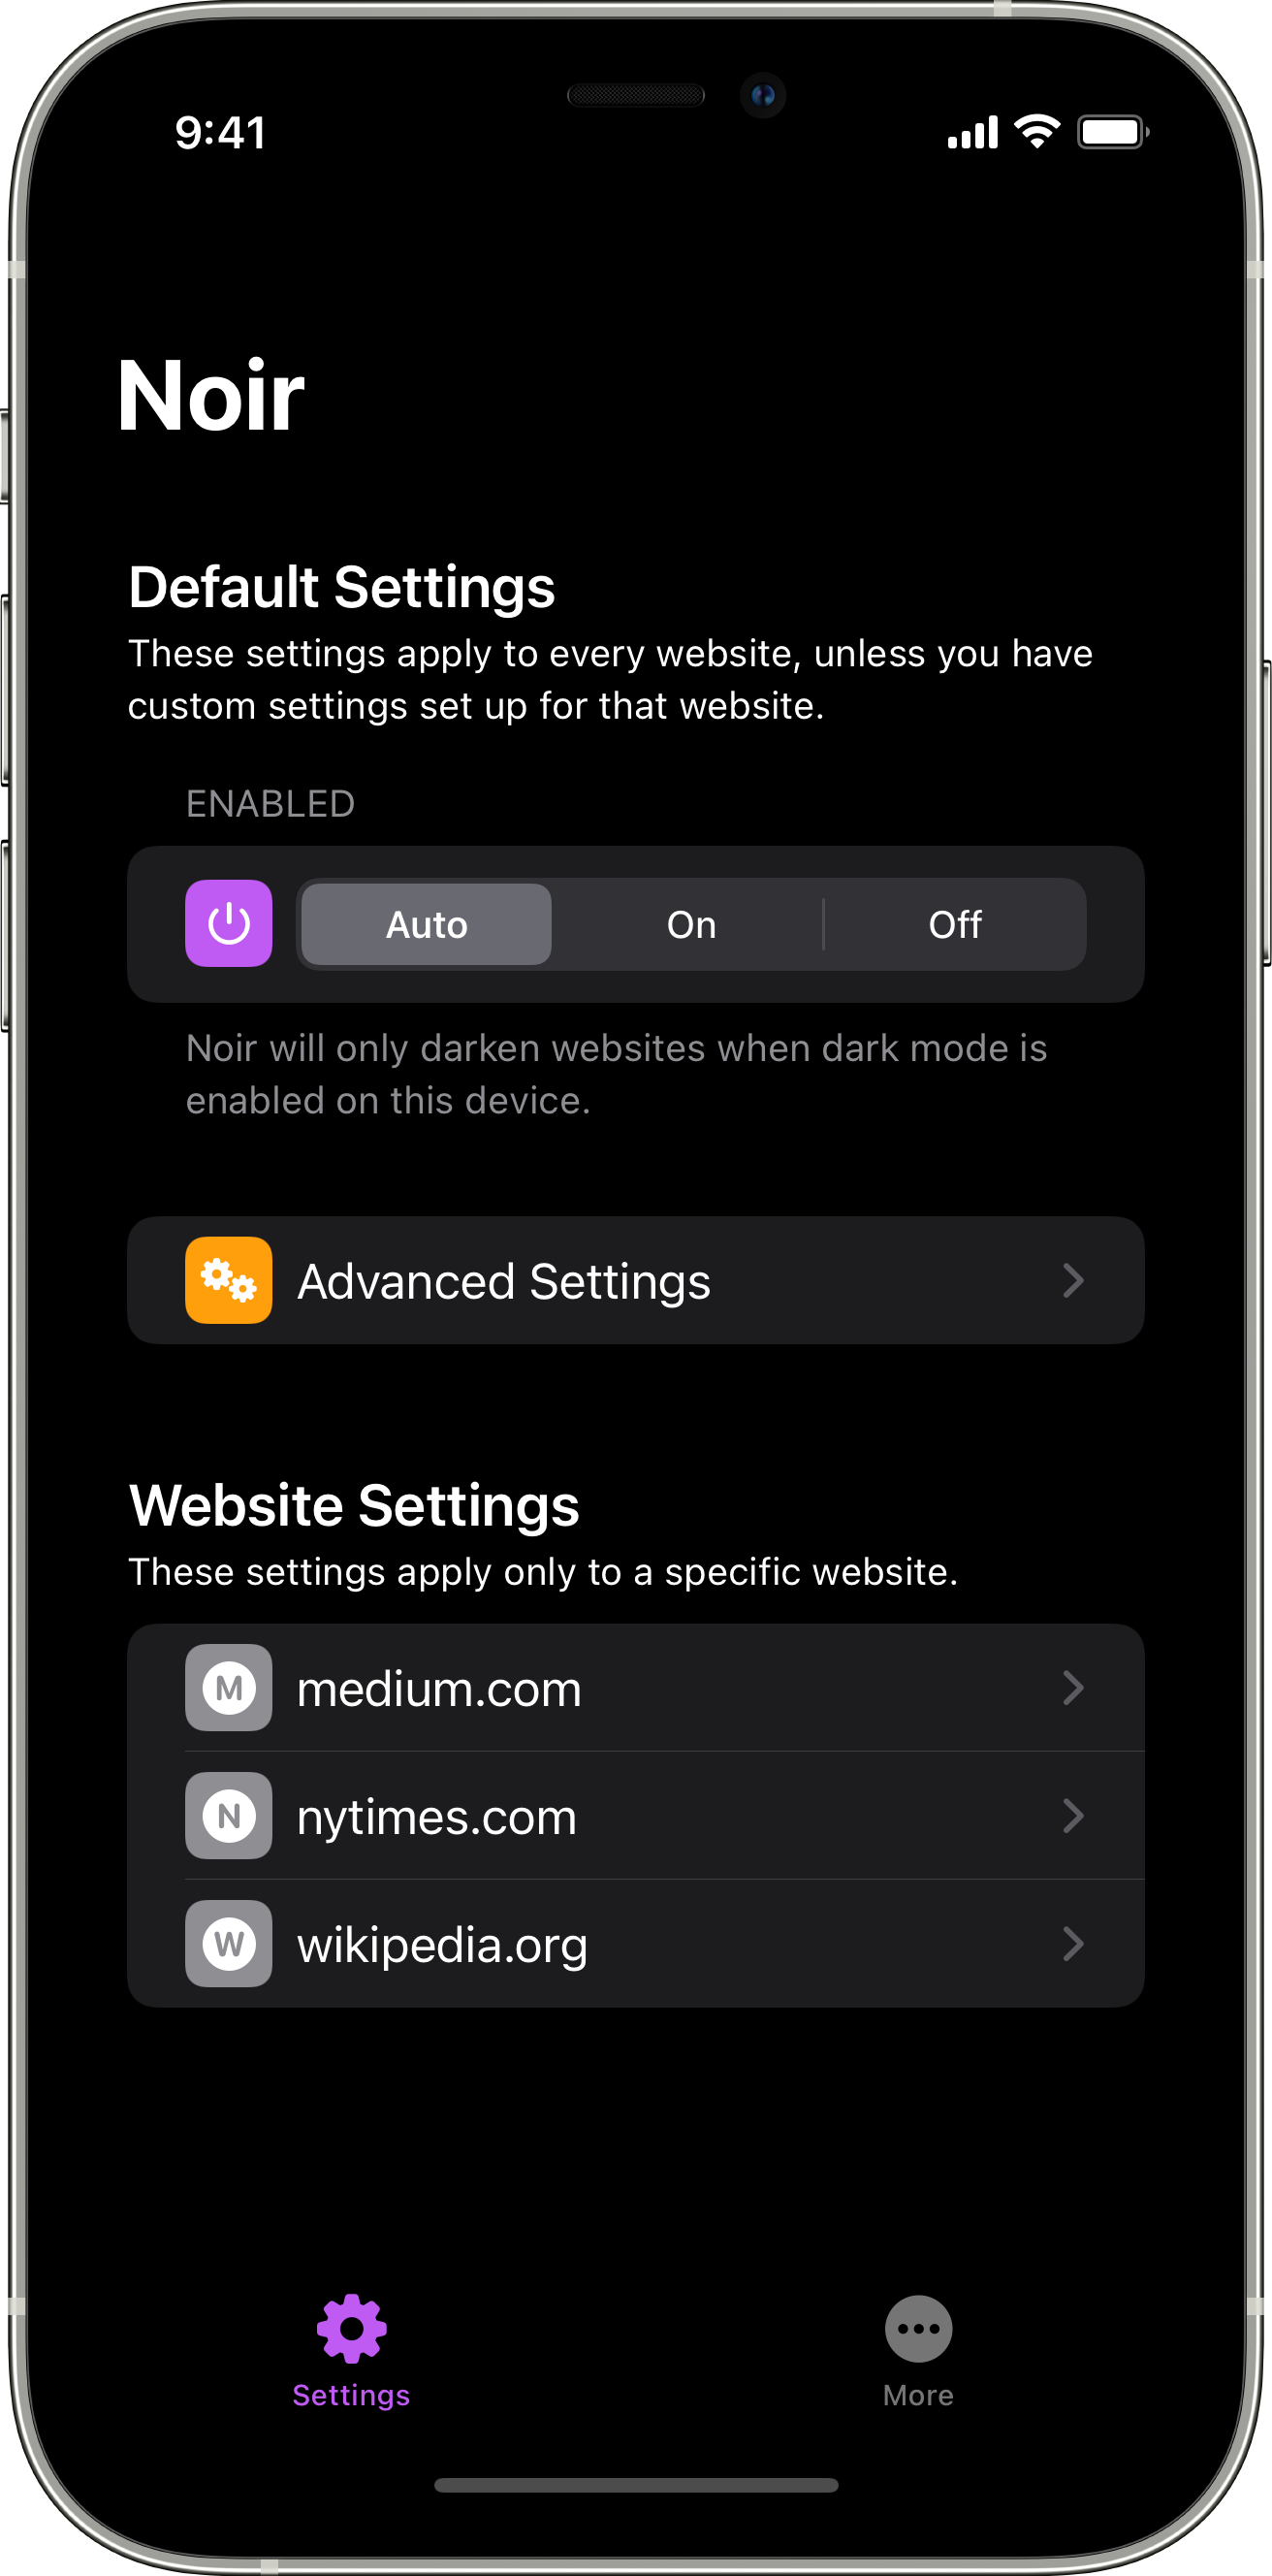 9:41
Noir
Default Settings
These settings apply to every website, unless you have
custom settings set up for that website.
ENABLED
Auto On Off
Noir will only darken websites when dark mode is
enabled on this device.
Advanced Settings
Website Settings
These settings apply only to a specific website.
M medium.com
N nytimes.com
W wikipedia.org
Settings More